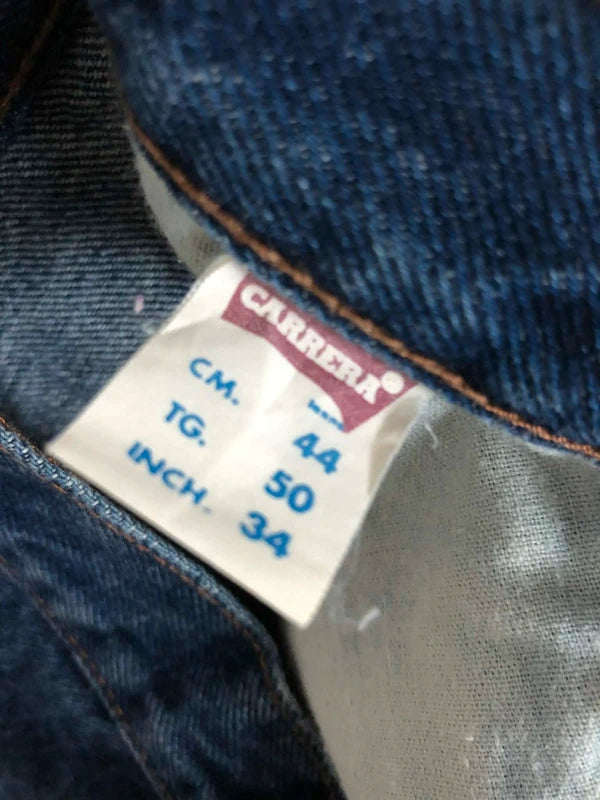 CARRERA®
CM. 44
TG. 50
INCH. 34